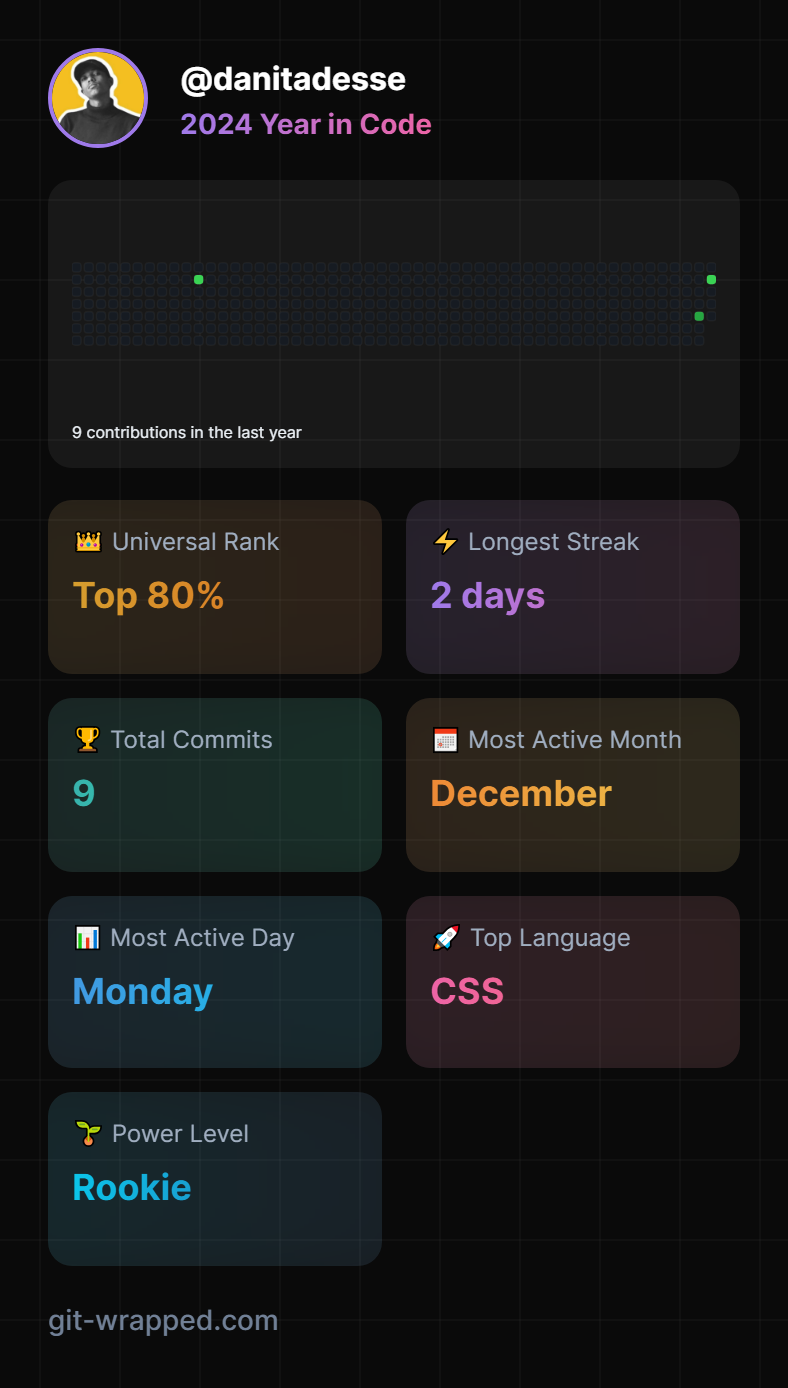 @danitadesse
2024 Year in Code
9 contributions in the last year
Universal Rank
Top 80%
Longest Streak
2 days
Total Commits
9
Most Active Month
December
Most Active Day
Monday
Top Language
CSS
Power Level
Rookie
git-wrapped.com